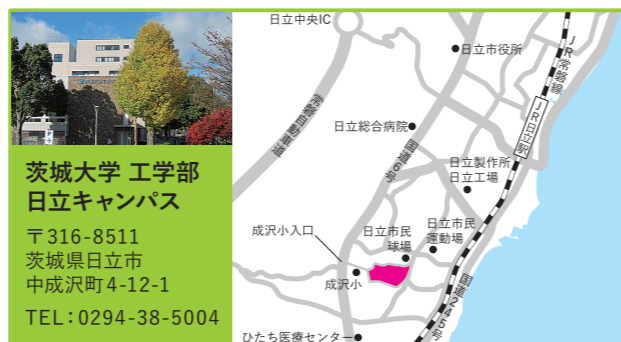 茨城大学 工学部
日立キャンパス
〒316-8511
茨城県日立市
中成沢町4-12-1
TEL：0294-38-5004
日立中央IC
日立市役所
JR常磐線
常磐自動車道
日立総合病院
国道6号
JR日立駅
日立製作所
日立工場
成沢小入口
日立市民
球場
日立市民
運動場
成沢小
国道245号
ひたち医療センター